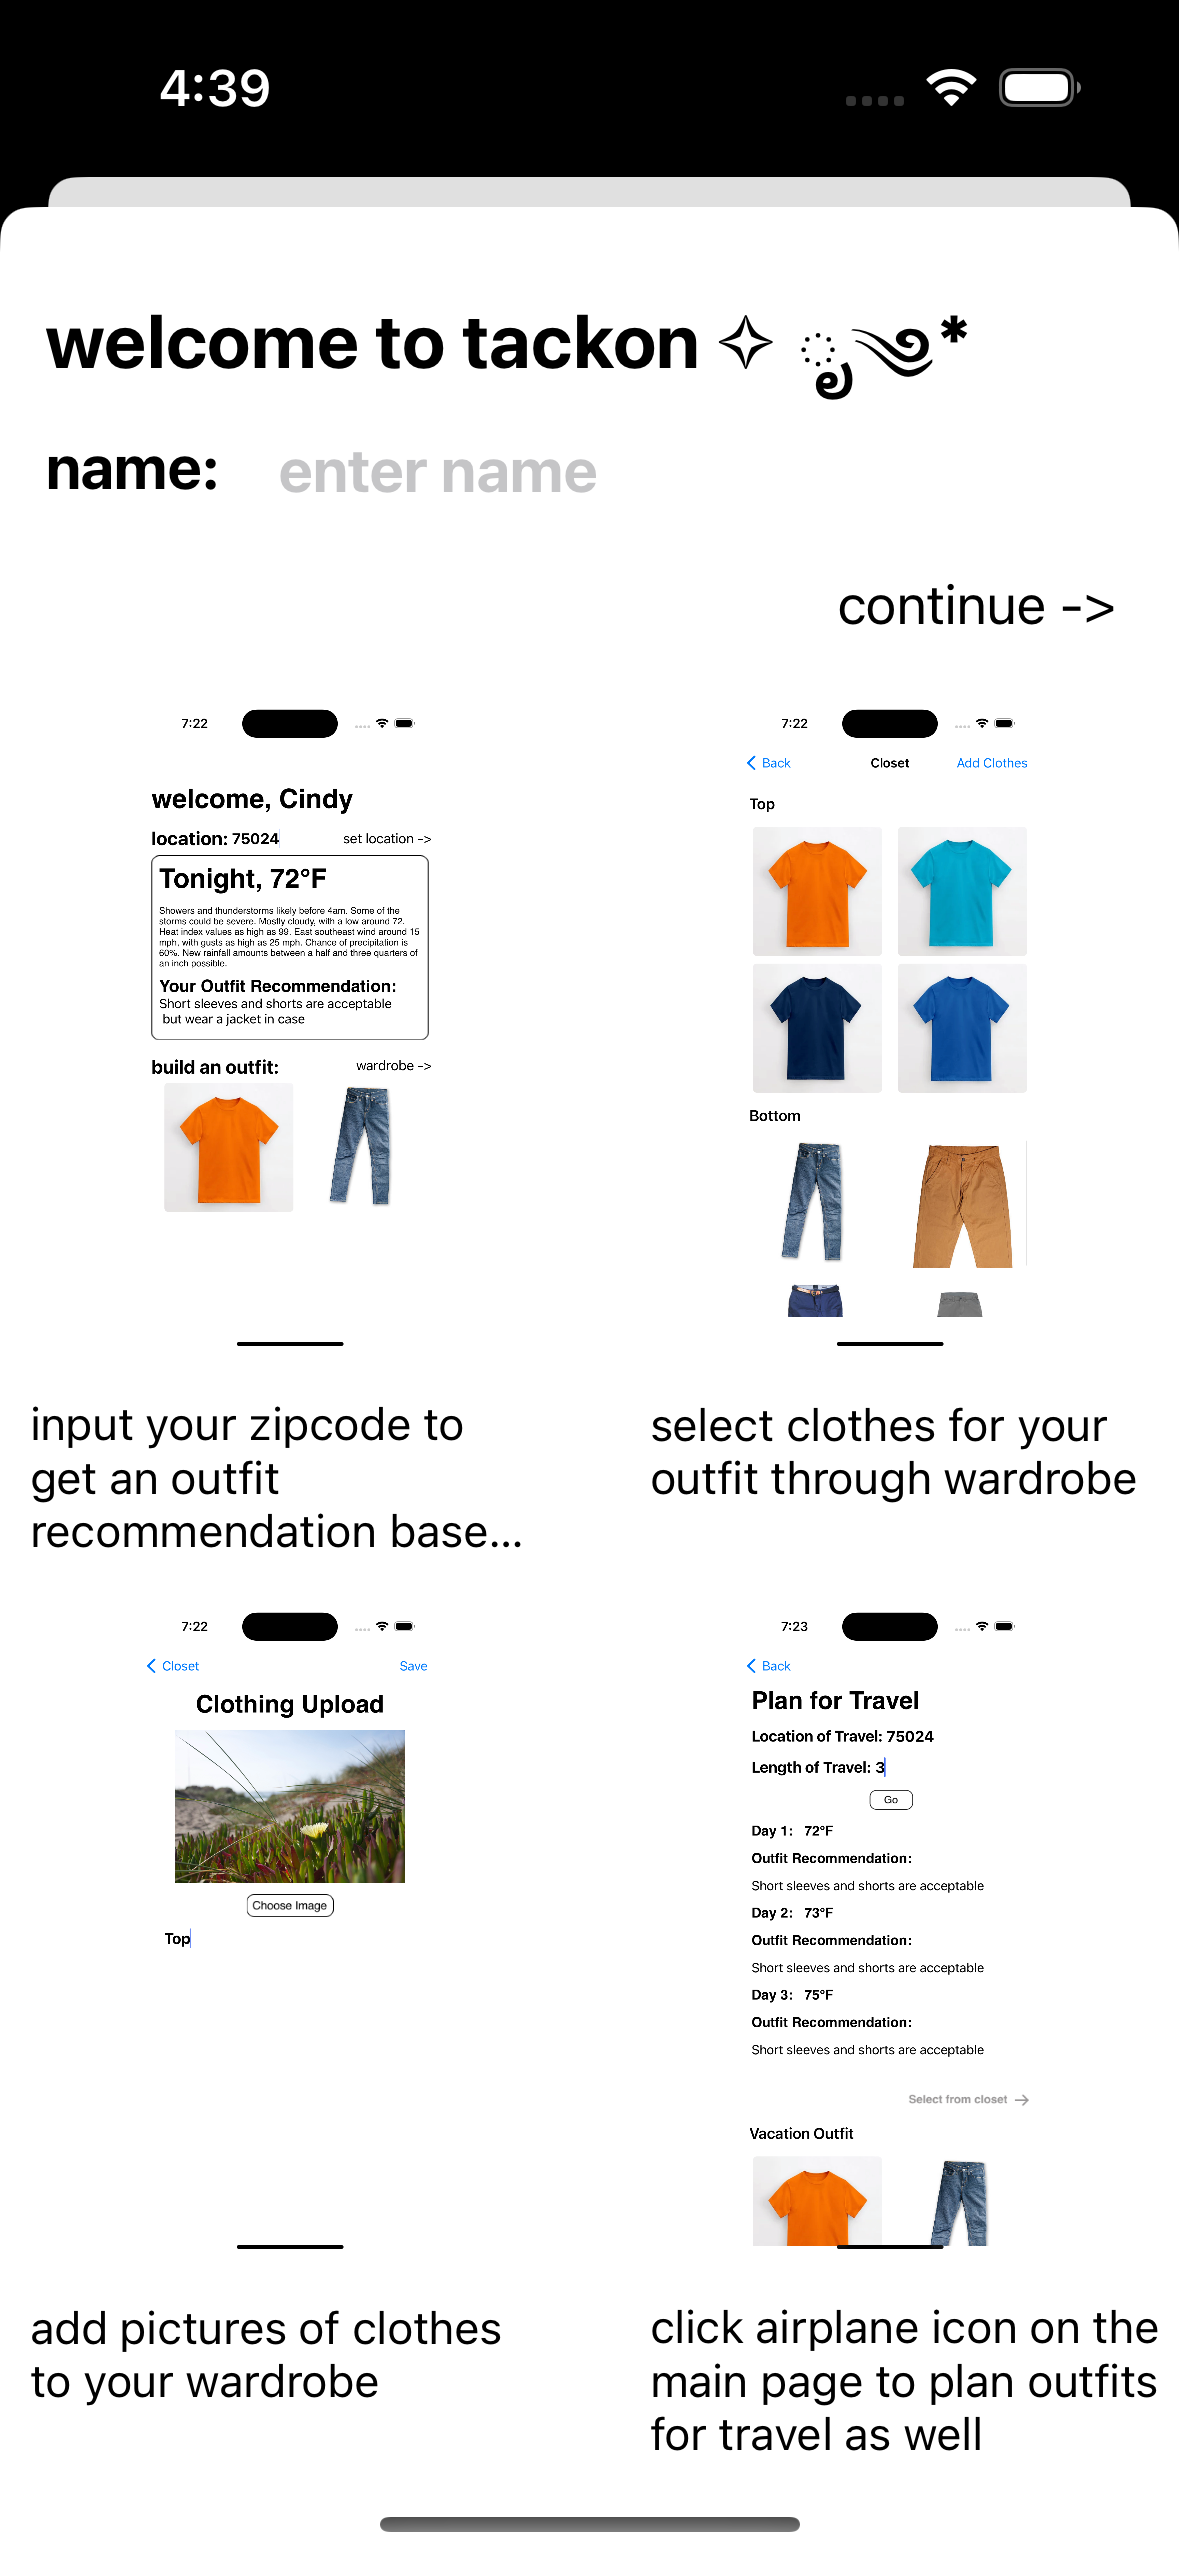 4:39
welcome to tackon ✧ ೃ༄*
name: enter name
continue ->
7:22
welcome, Cindy
location: 75024 set location ->
Tonight, 72°F
Showers and thunderstorms likely before 4am. Some of the
storms could be severe. Mostly cloudy, with a low around 72.
Heat index values as high as 99. East southeast wind around 15
mph, with gusts as high as 25 mph. Chance of precipitation is
60%. New rainfall amounts between a half and three quarters of
an inch possible.
Your Outfit Recommendation:
Short sleeves and shorts are acceptable
but wear a jacket in case
build an outfit: wardrobe ->
input your zipcode to
get an outfit
recommendation base...
7:22
Back Closet Add Clothes
Top
Bottom
select clothes for your
outfit through wardrobe
7:22
Closet Save
Clothing Upload
Choose Image
Top
add pictures of clothes
to your wardrobe
7:23
Back
Plan for Travel
Location of Travel: 75024
Length of Travel: 3
Go
Day 1: 72°F
Outfit Recommendation:
Short sleeves and shorts are acceptable
Day 2: 73°F
Outfit Recommendation:
Short sleeves and shorts are acceptable
Day 3: 75°F
Outfit Recommendation:
Short sleeves and shorts are acceptable
Select from closet →
Vacation Outfit
click airplane icon on the
main page to plan outfits
for travel as well